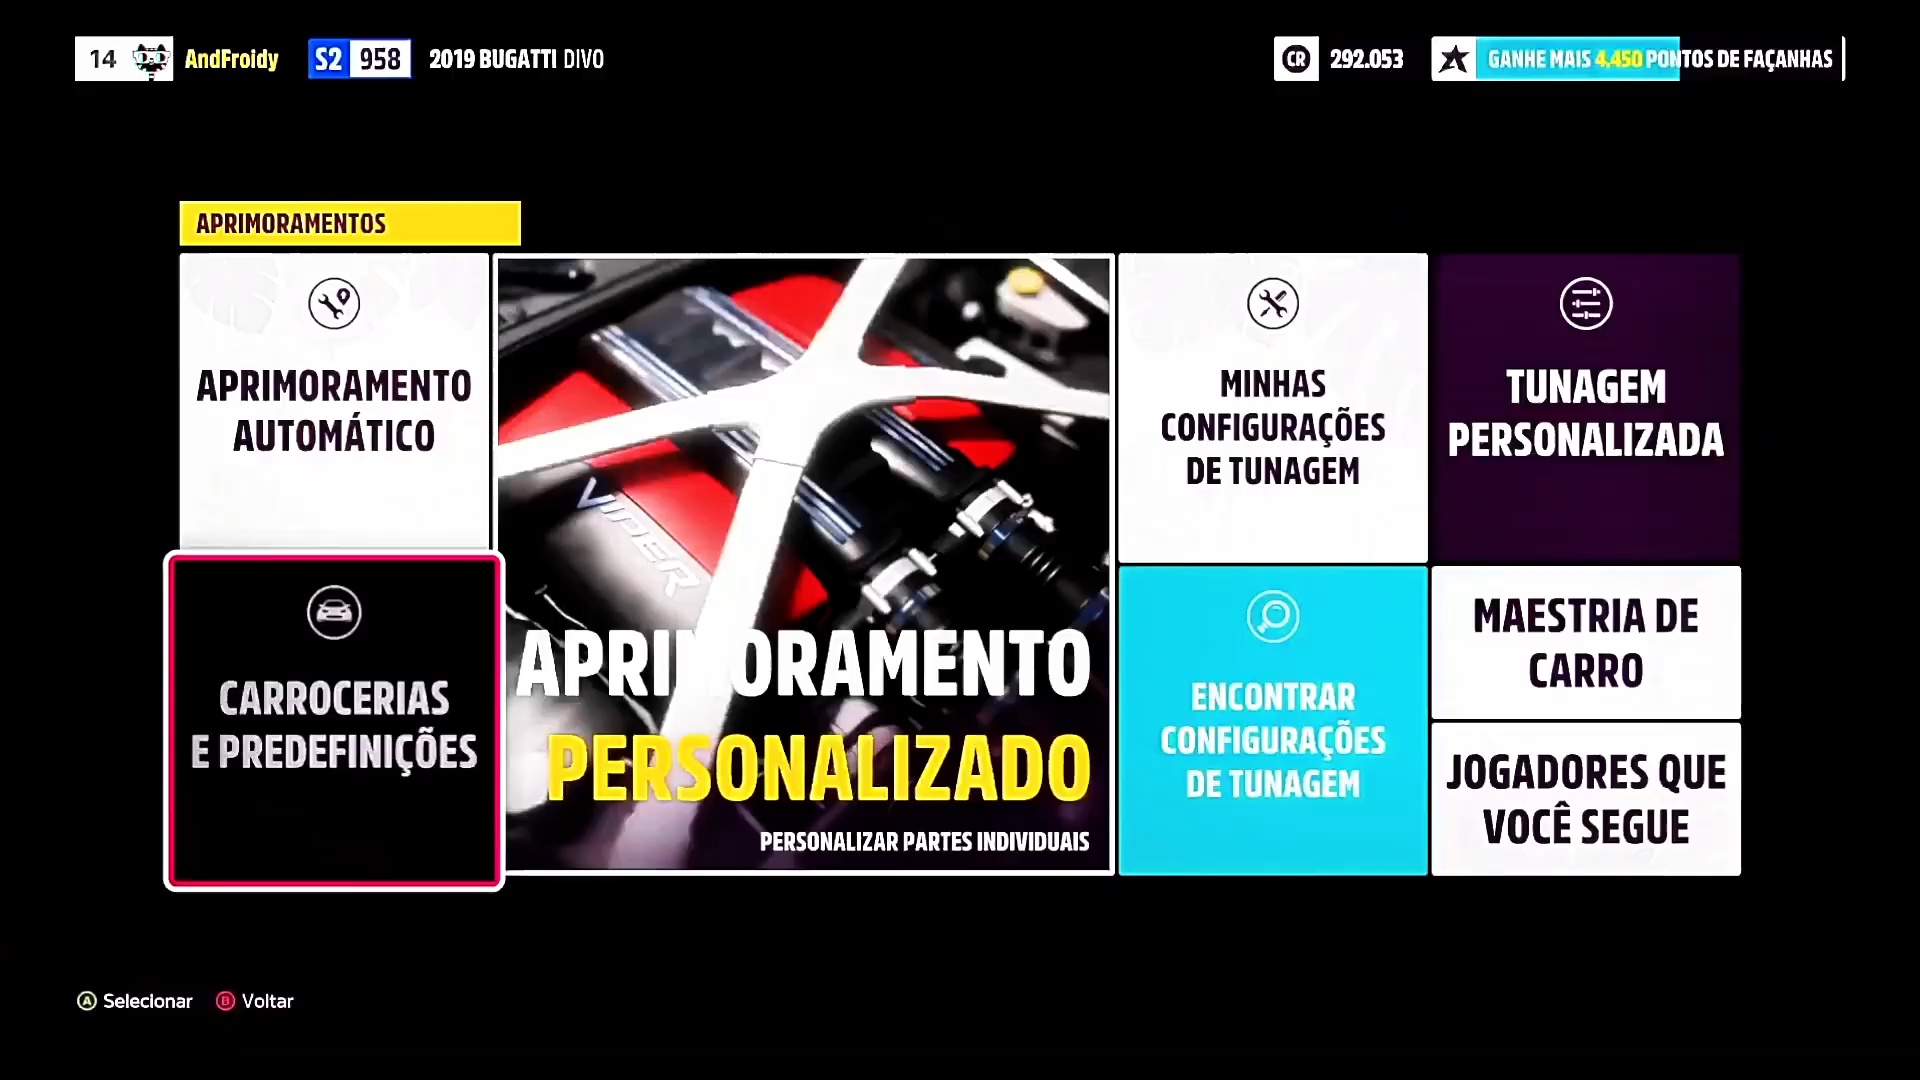 14 AndFroidy S2 958 2019 BUGATTI DIVO CR 292.053 GANHE MAIS 4.450 PONTOS DE FAÇANHAS
APRIMORAMENTOS
APRIMORAMENTO
AUTOMÁTICO
CARROCERIAS
E PREDEFINIÇÕES
VIPER
APRIMORAMENTO
PERSONALIZADO
PERSONALIZAR PARTES INDIVIDUAIS
MINHAS
CONFIGURAÇÕES
DE TUNAGEM
ENCONTRAR
CONFIGURAÇÕES
DE TUNAGEM
TUNAGEM
PERSONALIZADA
MAESTRIA DE
CARRO
JOGADORES QUE
VOCÊ SEGUE
A Selecionar B Voltar